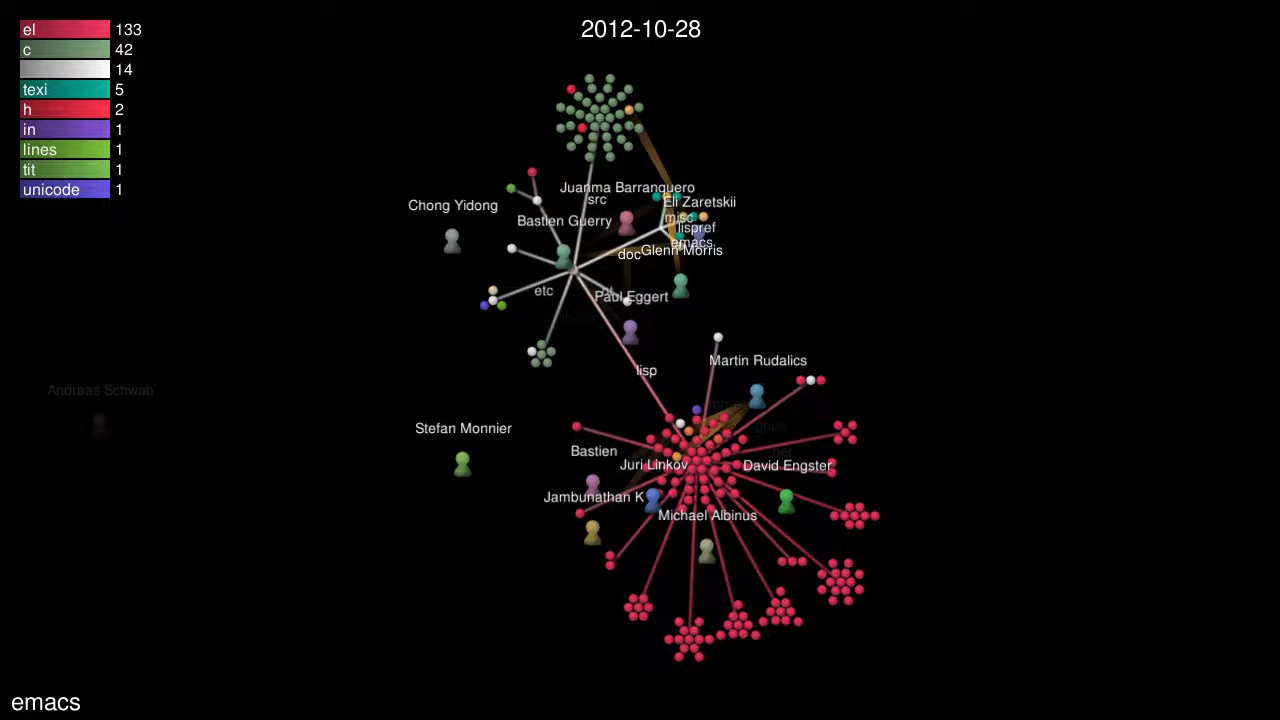 2012-10-28
el 133
c 42
14
texi 5
h 2
in 1
lines 1
tit 1
unicode 1
Juanma Barranquero
src
Eli Zaretskii
Chong Yidong
misc
Bastien Guerry
lispref
emacs
doc
Glenn Morris
etc
Paul Eggert
Martin Rudalics
lisp
Andreas Schwab
Stefan Monnier
Bastien
Juri Linkov
David Engster
Jambunathan K
Michael Albinus
emacs